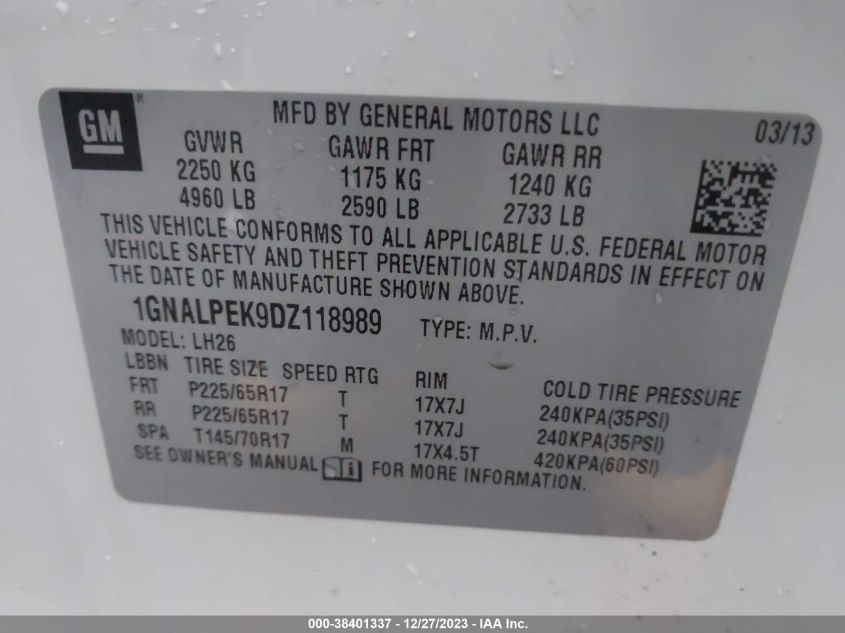 GM ®
MFD BY GENERAL MOTORS LLC
03/13
GVWR GAWR FRT GAWR RR
2250 KG 1175 KG 1240 KG
4960 LB 2590 LB 2733 LB
THIS VEHICLE CONFORMS TO ALL APPLICABLE U.S. FEDERAL MOTOR
VEHICLE SAFETY AND THEFT PREVENTION STANDARDS IN EFFECT ON
THE DATE OF MANUFACTURE SHOWN ABOVE.
1GNALPEK9DZ118989 TYPE: M.P.V.
MODEL: LH26
LBBN TIRE SIZE SPEED RTG RIM COLD TIRE PRESSURE
FRT P225/65R17 T 17X7J 240KPA(35PSI)
RR P225/65R17 T 17X7J 240KPA(35PSI)
SPA T145/70R17 M 17X4.5T 420KPA(60PSI)
SEE OWNER'S MANUAL i FOR MORE INFORMATION.
000-38401337 - 12/27/2023 - IAA Inc.